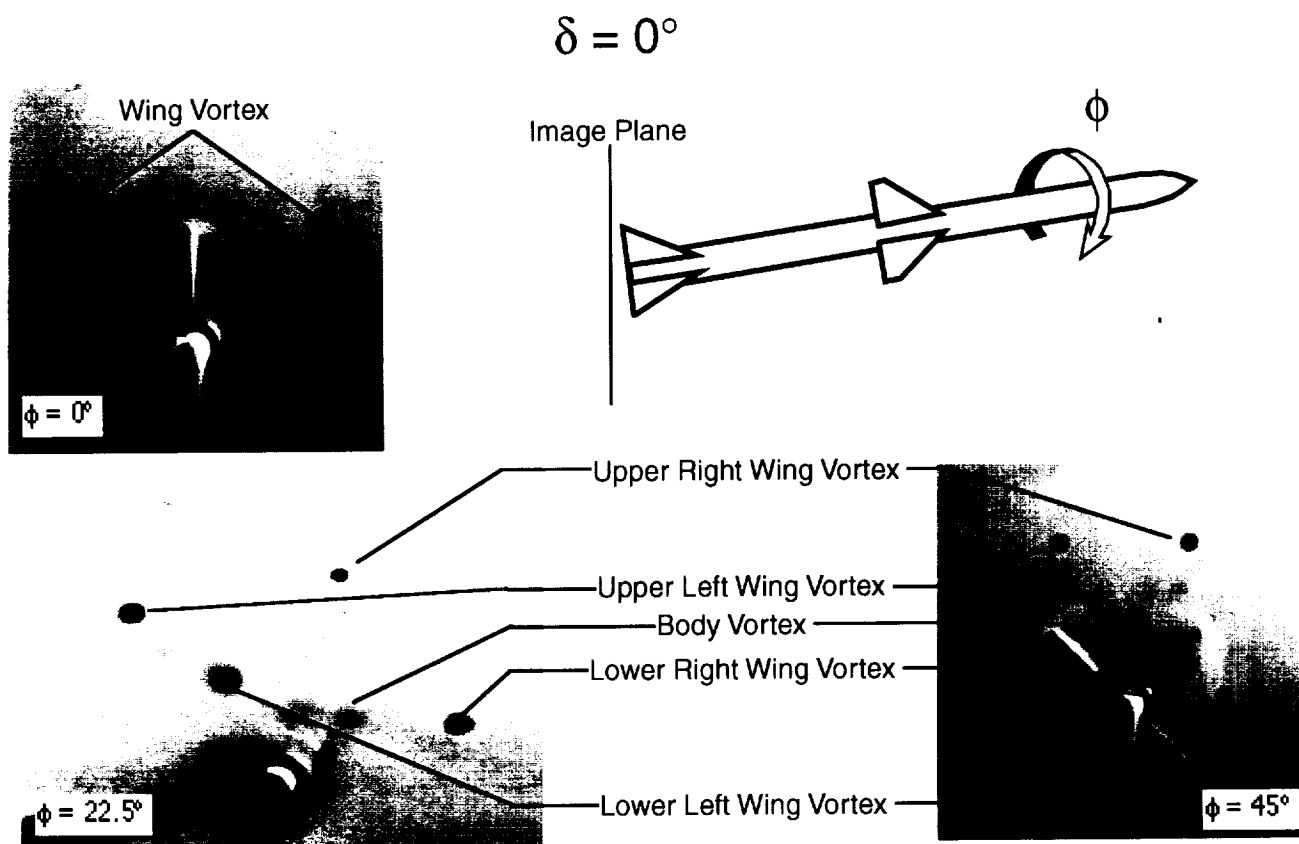 δ = 0°
Wing Vortex
Image Plane
ϕ
ϕ = 0°
Upper Right Wing Vortex
Upper Left Wing Vortex
Body Vortex
Lower Right Wing Vortex
Lower Left Wing Vortex
ϕ = 22.5°
ϕ = 45°